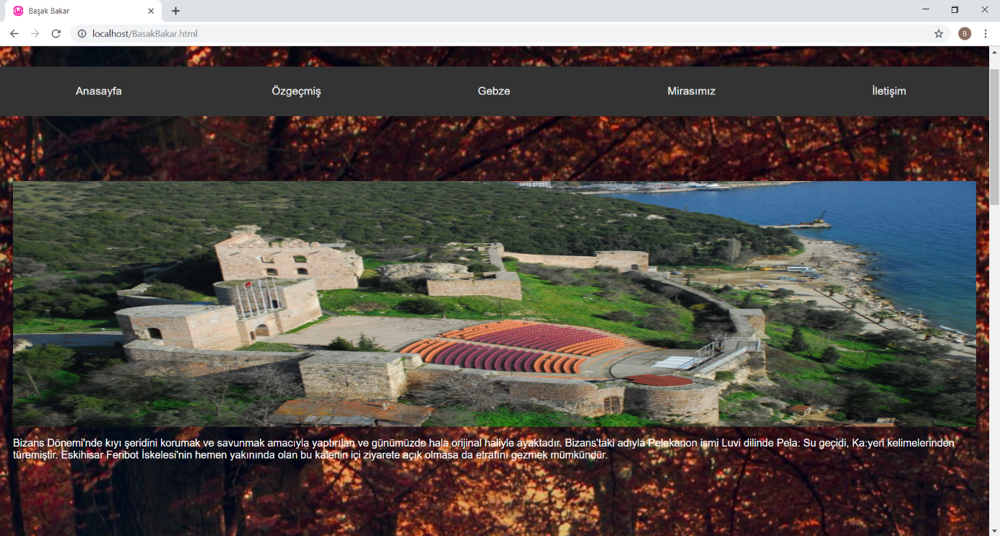 Başak Bakar
localhost/BasakBakar.html
B
Anasayfa Özgeçmiş Gebze Mirasımız İletişim
Bizans Dönemi'nde kıyı şeridini korumak ve savunmak amacıyla yaptırılan ve günümüzde hala orijinal haliyle ayaktadır. Bizans'taki adıyla Pelekanon ismi Luvi dilinde Pela: Su geçidi, Ka:yeri kelimelerinden
türemiştir. Eskihisar Feribot İskelesi'nin hemen yakınında olan bu kalenin içi ziyarete açık olmasa da etrafını gezmek mümkündür.